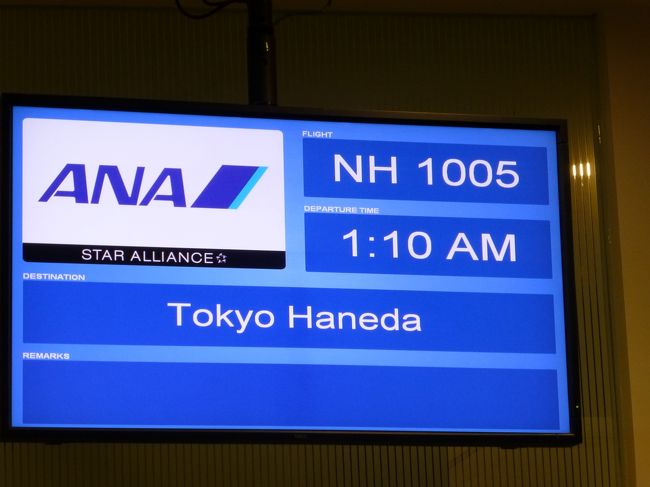 ANA
STAR ALLIANCE
FLIGHT
NH 1005
DEPARTURE TIME
1:10 AM
DESTINATION
Tokyo Haneda
REMARKS